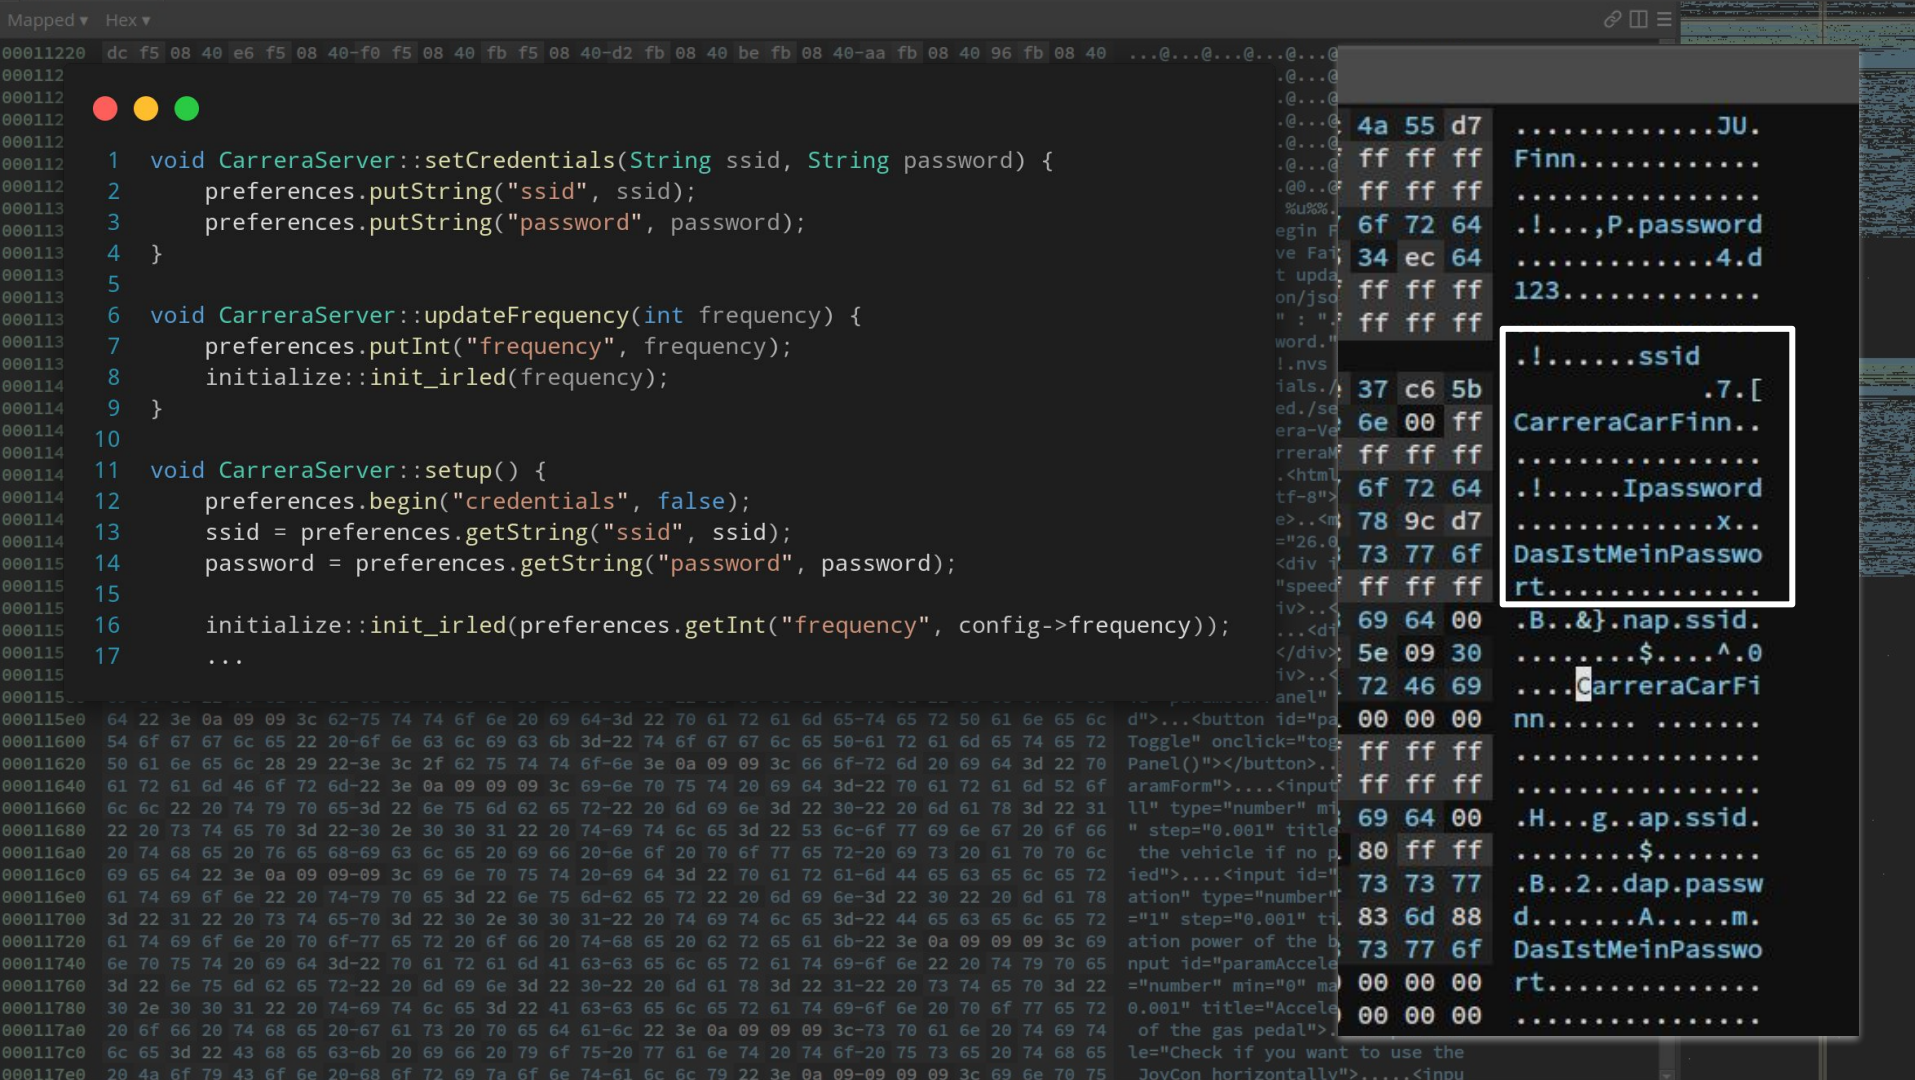 Mapped ▾ Hex ▾
00011220 dc f5 08 40 e6 f5 08 40-f0 f5 08 40 fb f5 08 40-d2 fb 08 40 be fb 08 40-aa fb 08 40 96 fb 08 40 ...@...@...@...@...@
1 void CarreraServer::setCredentials(String ssid, String password) {
2 preferences.putString("ssid", ssid);
3 preferences.putString("password", password);
4 }
5
6 void CarreraServer::updateFrequency(int frequency) {
7 preferences.putInt("frequency", frequency);
8 initialize::init_irled(frequency);
9 }
10
11 void CarreraServer::setup() {
12 preferences.begin("credentials", false);
13 ssid = preferences.getString("ssid", ssid);
14 password = preferences.getString("password", password);
15
16 initialize::init_irled(preferences.getInt("frequency", config->frequency));
17 ...
4a 55 d7 .............JU.
ff ff ff Finn............
ff ff ff ................
6f 72 64 .!...,P.password
34 ec 64 .............4.d
ff ff ff 123.............
ff ff ff
.!......ssid
37 c6 5b .7.[
6e 00 ff CarreraCarFinn..
ff ff ff ................
6f 72 64 .!.....Ipassword
78 9c d7 .............x..
73 77 6f DasIstMeinPasswo
ff ff ff rt..............
69 64 00 .B..&}.nap.ssid.
5e 09 30 ........$....^.0
72 46 69 ....CarreraCarFi
00 00 00 nn...... .......
ff ff ff ................
ff ff ff ................
69 64 00 .H...g..ap.ssid.
80 ff ff ........$.......
73 73 77 .B..2..dap.passw
83 6d 88 d.......A.....m.
73 77 6f DasIstMeinPasswo
00 00 00 rt..............
00 00 00 ................
000115e0 64 22 3e 0a 09 09 3c 62-75 74 74 6f 6e 20 69 64-3d 22 70 61 72 61 6d 65-74 65 72 50 61 6e 65 6c d">...<button id="pa
00011600 54 6f 67 67 6c 65 22 20-6f 6e 63 6c 69 63 6b 3d-22 74 6f 67 67 6c 65 50-61 72 61 6d 65 74 65 72 Toggle" onclick="tog
00011620 50 61 6e 65 6c 28 29 22-3e 3c 2f 62 75 74 74 6f-6e 3e 0a 09 09 3c 66 6f-72 6d 20 69 64 3d 22 70 Panel()"></button>..
00011640 61 72 61 6d 46 6f 72 6d-22 3e 0a 09 09 09 3c 69-6e 70 75 74 20 69 64 3d-22 70 61 72 61 6d 52 6f aramForm">....<input
00011660 6c 6c 22 20 74 79 70 65-3d 22 6e 75 6d 62 65 72-22 20 6d 69 6e 3d 22 30-22 20 6d 61 78 3d 22 31 ll" type="number" mi
00011680 22 20 73 74 65 70 3d 22-30 2e 30 30 31 22 20 74-69 74 6c 65 3d 22 53 6c-6f 77 69 6e 67 20 6f 66 " step="0.001" title
000116a0 20 74 68 65 20 76 65 68-69 63 6c 65 20 69 66 20-6e 6f 20 70 6f 77 65 72-20 69 73 20 61 70 70 6c the vehicle if no p
000116c0 69 65 64 22 3e 0a 09 09-09 3c 69 6e 70 75 74 20-69 64 3d 22 70 61 72 61-6d 44 65 63 65 6c 65 72 ied">....<input id="
000116e0 61 74 69 6f 6e 22 20 74-79 70 65 3d 22 6e 75 6d-62 65 72 22 20 6d 69 6e-3d 22 30 22 20 6d 61 78 ation" type="number"
00011700 3d 22 31 22 20 73 74 65-70 3d 22 30 2e 30 30 31-22 20 74 69 74 6c 65 3d-22 44 65 63 65 6c 65 72 ="1" step="0.001" ti
00011720 61 74 69 6f 6e 20 70 6f-77 65 72 20 6f 66 20 74-68 65 20 62 72 65 61 6b-22 3e 0a 09 09 09 3c 69 ation power of the b
00011740 6e 70 75 74 20 69 64 3d-22 70 61 72 61 6d 41 63-63 65 6c 65 72 61 74 69-6f 6e 22 20 74 79 70 65 nput id="paramAccele
00011760 3d 22 6e 75 6d 62 65 72-22 20 6d 69 6e 3d 22 30-22 20 6d 61 78 3d 22 31-22 20 73 74 65 70 3d 22 ="number" min="0" ma
00011780 30 2e 30 30 31 22 20 74-69 74 6c 65 3d 22 41 63-63 65 6c 65 72 61 74 69-6f 6e 20 70 6f 77 65 72 0.001" title="Accele
000117a0 20 6f 66 20 74 68 65 20-67 61 73 20 70 65 64 61-6c 22 3e 0a 09 09 09 3c-73 70 61 6e 20 74 69 74 of the gas pedal">.
000117c0 6c 65 3d 22 43 68 65 63-6b 20 69 66 20 79 6f 75-20 77 61 6e 74 20 74 6f-20 75 73 65 20 74 68 65 le="Check if you want to use the
000117e0 20 4a 6f 79 43 6f 6e 20-68 6f 72 69 7a 6f 6e 74-61 6c 6c 79 22 3e 0a 09-09 09 09 3c 69 6e 70 75 JoyCon horizontally">.....<inpu